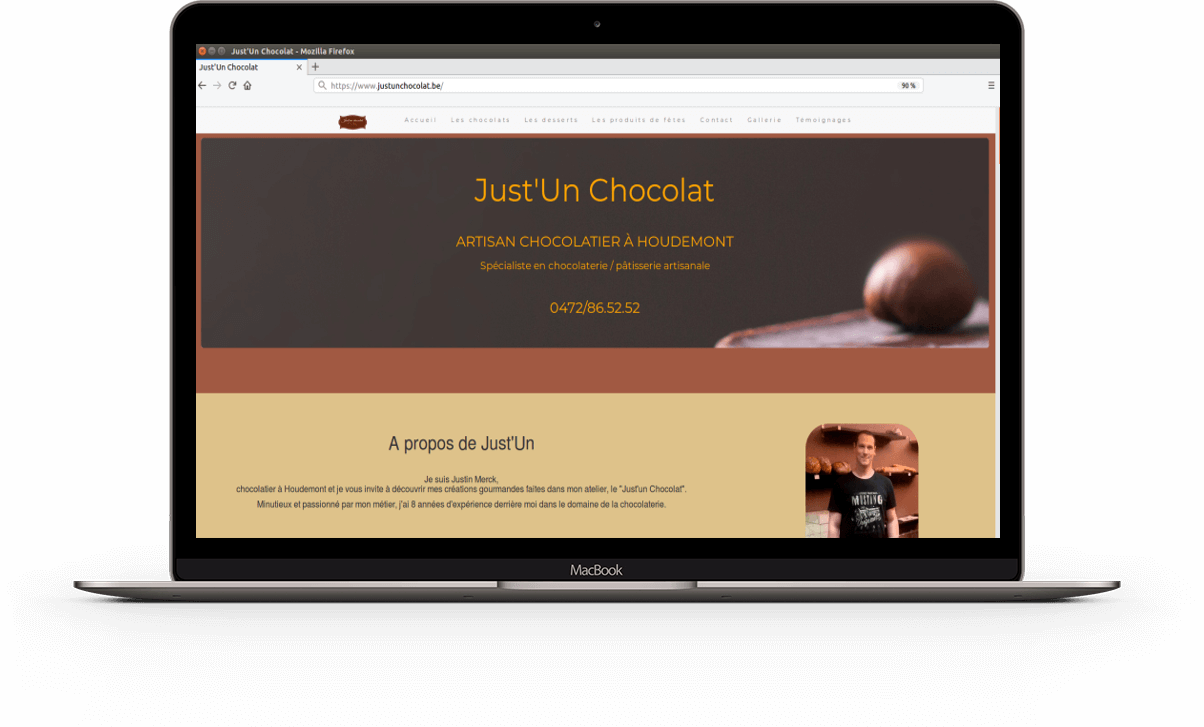 Just'Un Chocolat - Mozilla Firefox
Just'Un Chocolat
https://www.justunchocolat.be/
90%
Accueil Les chocolats Les desserts Les produits de fêtes Contact Gallerie Témoignages
Just'Un Chocolat
ARTISAN CHOCOLATIER À HOUDEMONT
Spécialiste en chocolaterie / pâtisserie artisanale
0472/86.52.52
A propos de Just'Un
Je suis Justin Merck,
chocolatier à Houdemont et je vous invite à découvrir mes créations gourmandes faites dans mon atelier, le "Just'un Chocolat".
Minutieux et passionné par mon métier, j'ai 8 années d'expérience derrière moi dans le domaine de la chocolaterie.
MUSTANG
MacBook